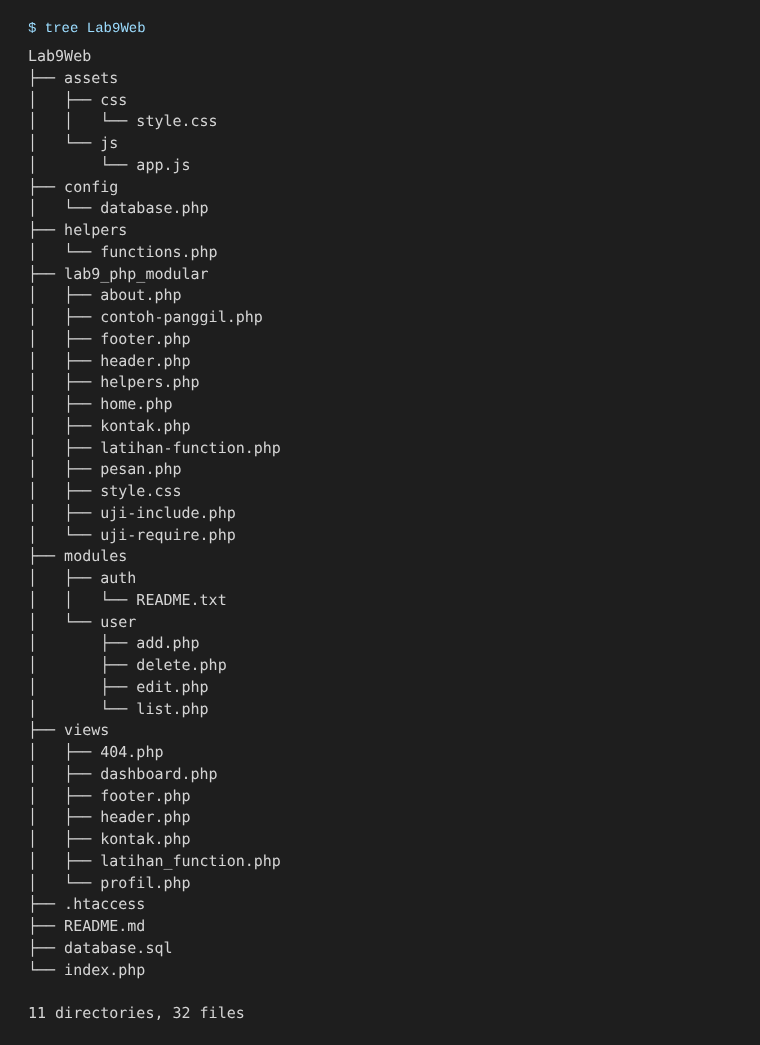 $ tree Lab9Web
Lab9Web
├── assets
│   ├── css
│   │   └── style.css
│   └── js
│       └── app.js
├── config
│   └── database.php
├── helpers
│   └── functions.php
├── lab9_php_modular
│   ├── about.php
│   ├── contoh-panggil.php
│   ├── footer.php
│   ├── header.php
│   ├── helpers.php
│   ├── home.php
│   ├── kontak.php
│   ├── latihan-function.php
│   ├── pesan.php
│   ├── style.css
│   ├── uji-include.php
│   └── uji-require.php
├── modules
│   ├── auth
│   │   └── README.txt
│   └── user
│       ├── add.php
│       ├── delete.php
│       ├── edit.php
│       └── list.php
├── views
│   ├── 404.php
│   ├── dashboard.php
│   ├── footer.php
│   ├── header.php
│   ├── kontak.php
│   ├── latihan_function.php
│   └── profil.php
├── .htaccess
├── README.md
├── database.sql
└── index.php

11 directories, 32 files